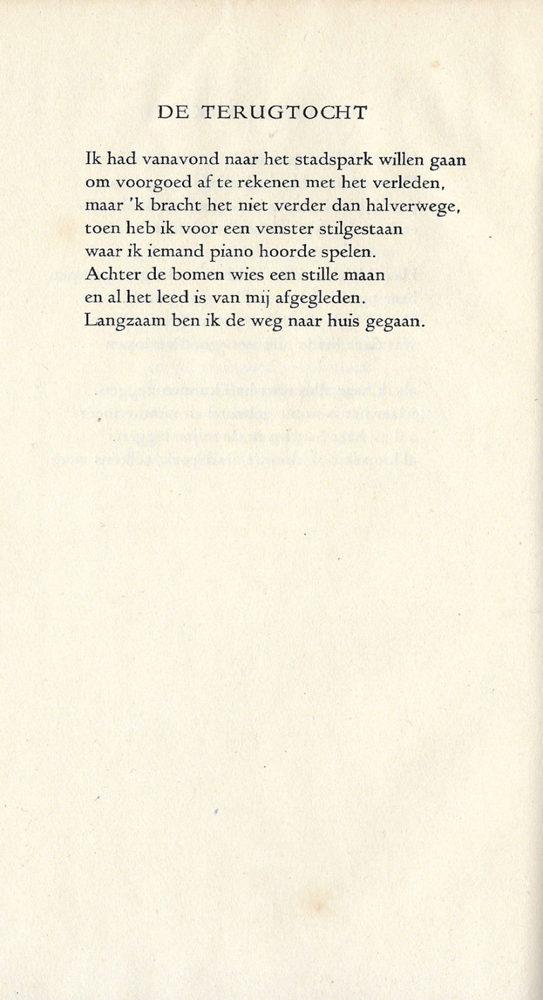 DE TERUGTOCHT
Ik had vanavond naar het stadspark willen gaan
om voorgoed af te rekenen met het verleden,
maar 'k bracht het niet verder dan halverwege,
toen heb ik voor een venster stilgestaan
waar ik iemand piano hoorde spelen.
Achter de bomen wies een stille maan
en al het leed is van mij afgegleden.
Langzaam ben ik de weg naar huis gegaan.